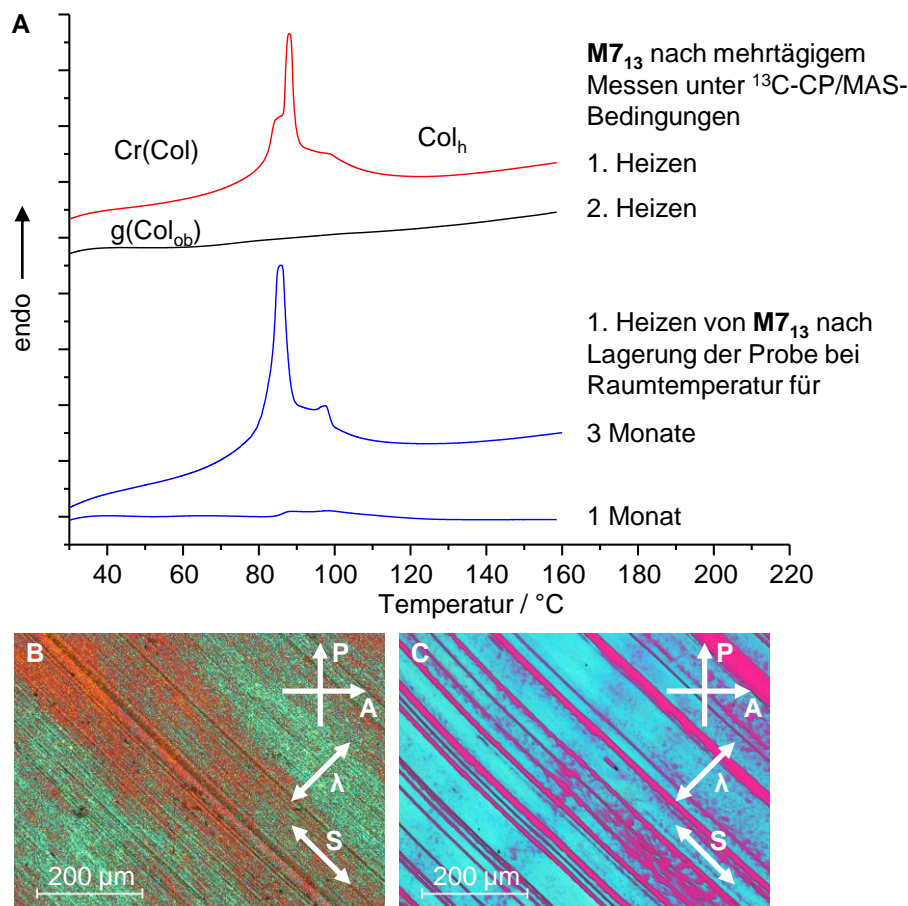 A
M7₁₃ nach mehrtägigem
Messen unter ¹³C-CP/MAS-
Bedingungen
1. Heizen
2. Heizen
Cr(Col)
Colₕ
g(Col_ob)
endo
1. Heizen von M7₁₃ nach
Lagerung der Probe bei
Raumtemperatur für
3 Monate
1 Monat
40 60 80 100 120 140 160 180 200 220
Temperatur / °C
B
P
A
λ
S
200 µm
C
P
A
λ
S
200 µm